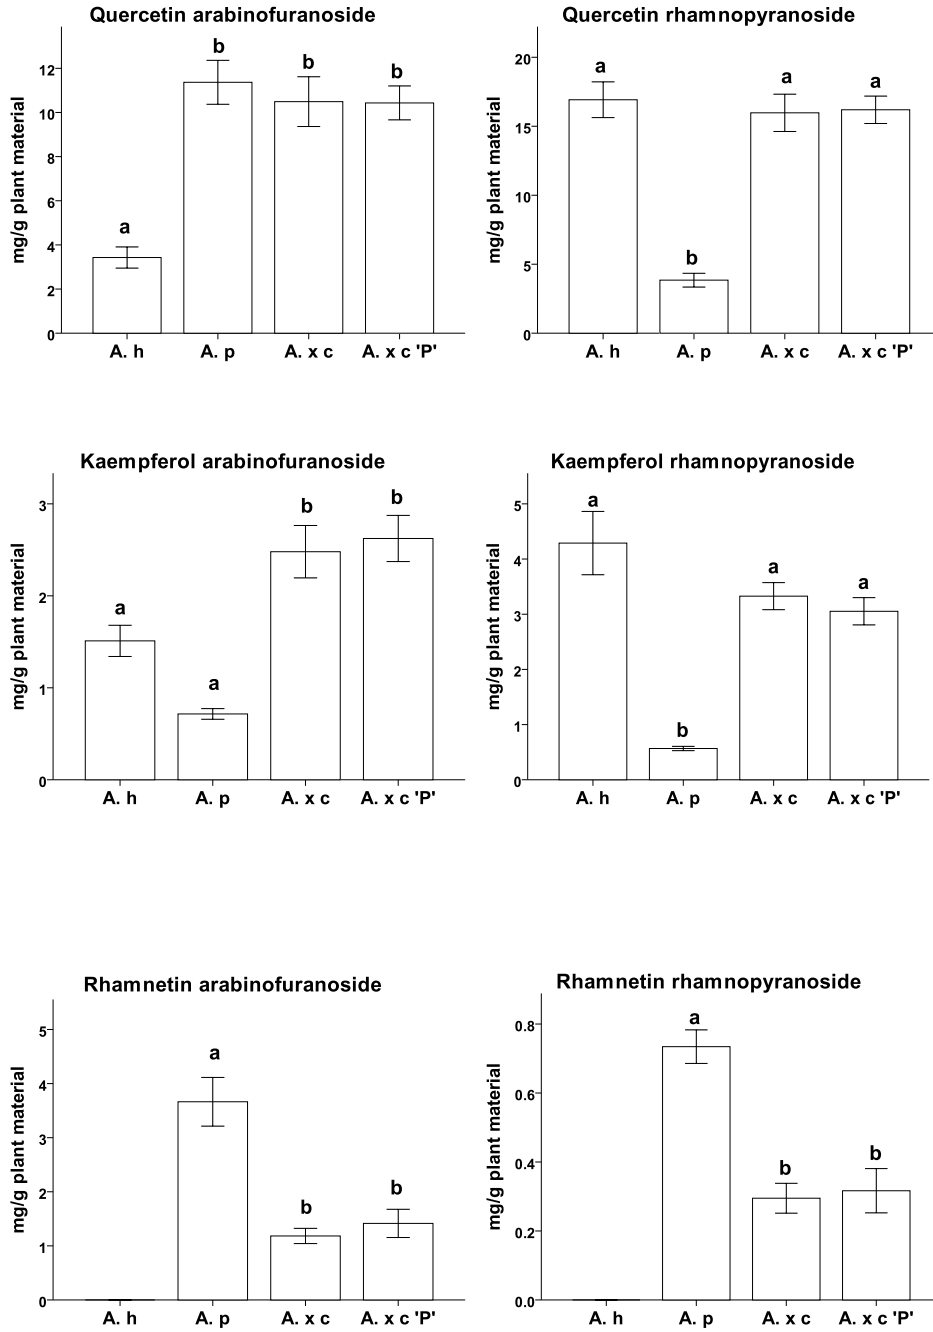 Quercetin arabinofuranoside
mg/g plant material
12
10
8
6
4
2
0
a
b
b
b
A. h
A. p
A. x c
A. x c 'P'
Quercetin rhamnopyranoside
mg/g plant material
20
15
10
5
0
a
b
a
a
A. h
A. p
A. x c
A. x c 'P'
Kaempferol arabinofuranoside
mg/g plant material
3
2
1
0
a
a
b
b
A. h
A. p
A. x c
A. x c 'P'
Kaempferol rhamnopyranoside
mg/g plant material
5
4
3
2
1
0
a
b
a
a
A. h
A. p
A. x c
A. x c 'P'
Rhamnetin arabinofuranoside
mg/g plant material
5
4
3
2
1
0
a
b
b
A. h
A. p
A. x c
A. x c 'P'
Rhamnetin rhamnopyranoside
mg/g plant material
0.8
0.6
0.4
0.2
0.0
a
b
b
A. h
A. p
A. x c
A. x c 'P'